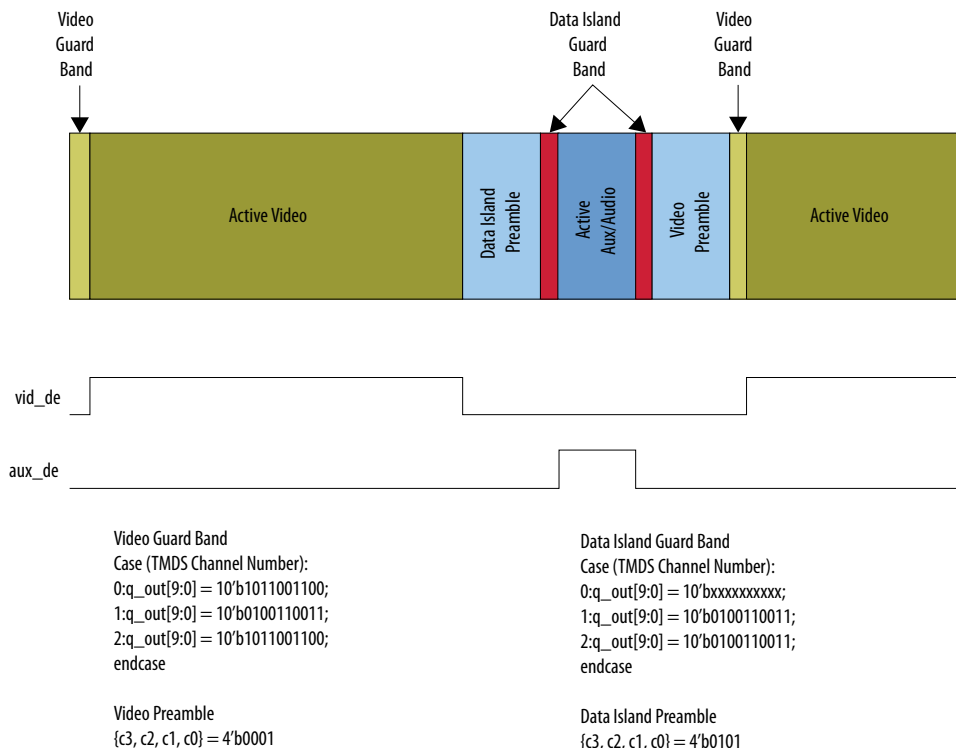 Video
Guard
Band
Data Island
Guard
Band
Video
Guard
Band
Active Video
Data Island
Preamble
Active
Aux/Audio
Video
Preamble
Active Video
vid_de
aux_de
Video Guard Band
Case (TMDS Channel Number):
0:q_out[9:0] = 10’b1011001100;
1:q_out[9:0] = 10’b0100110011;
2:q_out[9:0] = 10’b1011001100;
endcase
Video Preamble
{c3, c2, c1, c0} = 4’b0001
Data Island Guard Band
Case (TMDS Channel Number):
0:q_out[9:0] = 10’bxxxxxxxxxx;
1:q_out[9:0] = 10’b0100110011;
2:q_out[9:0] = 10’b0100110011;
endcase
Data Island Preamble
{c3, c2, c1, c0} = 4’b0101